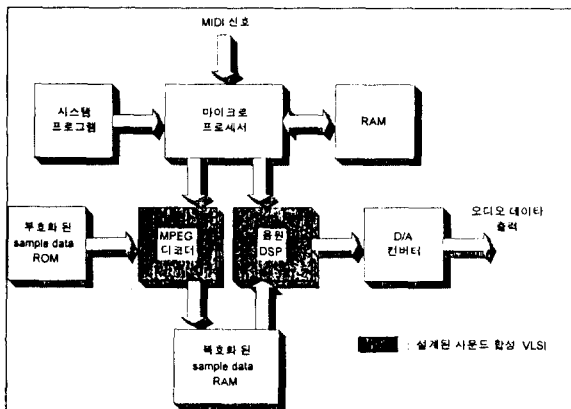 MIDI 신호
시스템
프로그램
마이크로
프로세서
RAM
부호화 된
sample data
ROM
MPEG
디코더
음원
DSP
D/A
컨버터
오디오 데이타
출력
복호화 된
sample data
RAM
: 설계된 사운드 합성 VLSI